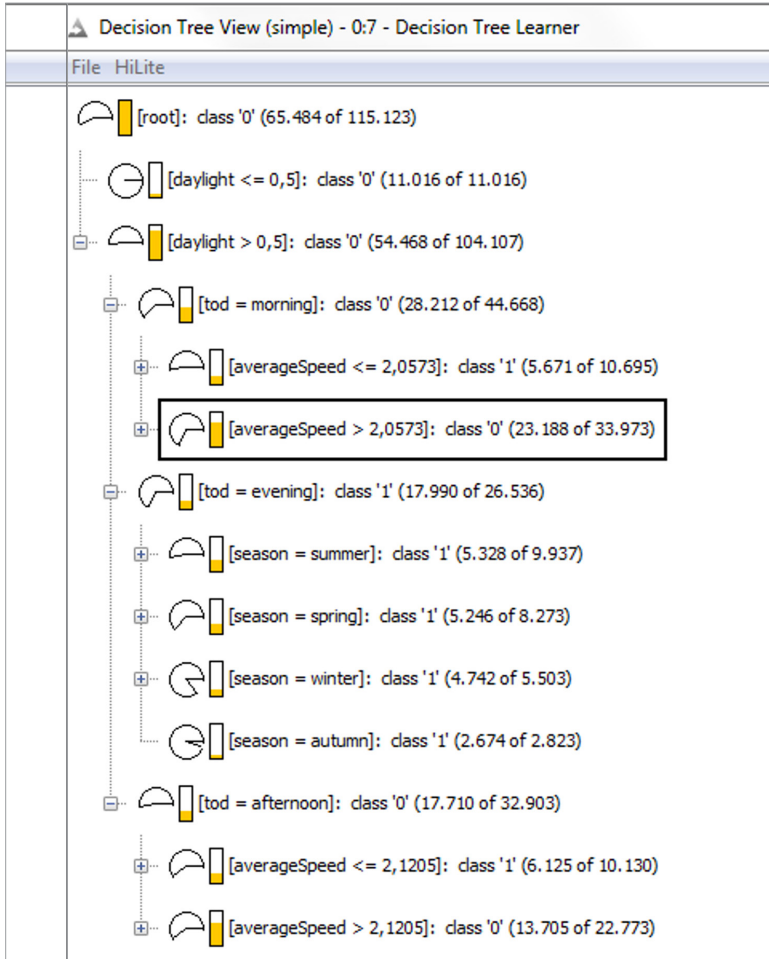 Decision Tree View (simple) - 0:7 - Decision Tree Learner
File HiLite
[root]: class '0' (65.484 of 115.123)
[daylight <= 0,5]: class '0' (11.016 of 11.016)
[daylight > 0,5]: class '0' (54.468 of 104.107)
[tod = morning]: class '0' (28.212 of 44.668)
[averageSpeed <= 2,0573]: class '1' (5.671 of 10.695)
[averageSpeed > 2,0573]: class '0' (23.188 of 33.973)
[tod = evening]: class '1' (17.990 of 26.536)
[season = summer]: class '1' (5.328 of 9.937)
[season = spring]: class '1' (5.246 of 8.273)
[season = winter]: class '1' (4.742 of 5.503)
[season = autumn]: class '1' (2.674 of 2.823)
[tod = afternoon]: class '0' (17.710 of 32.903)
[averageSpeed <= 2,1205]: class '1' (6.125 of 10.130)
[averageSpeed > 2,1205]: class '0' (13.705 of 22.773)